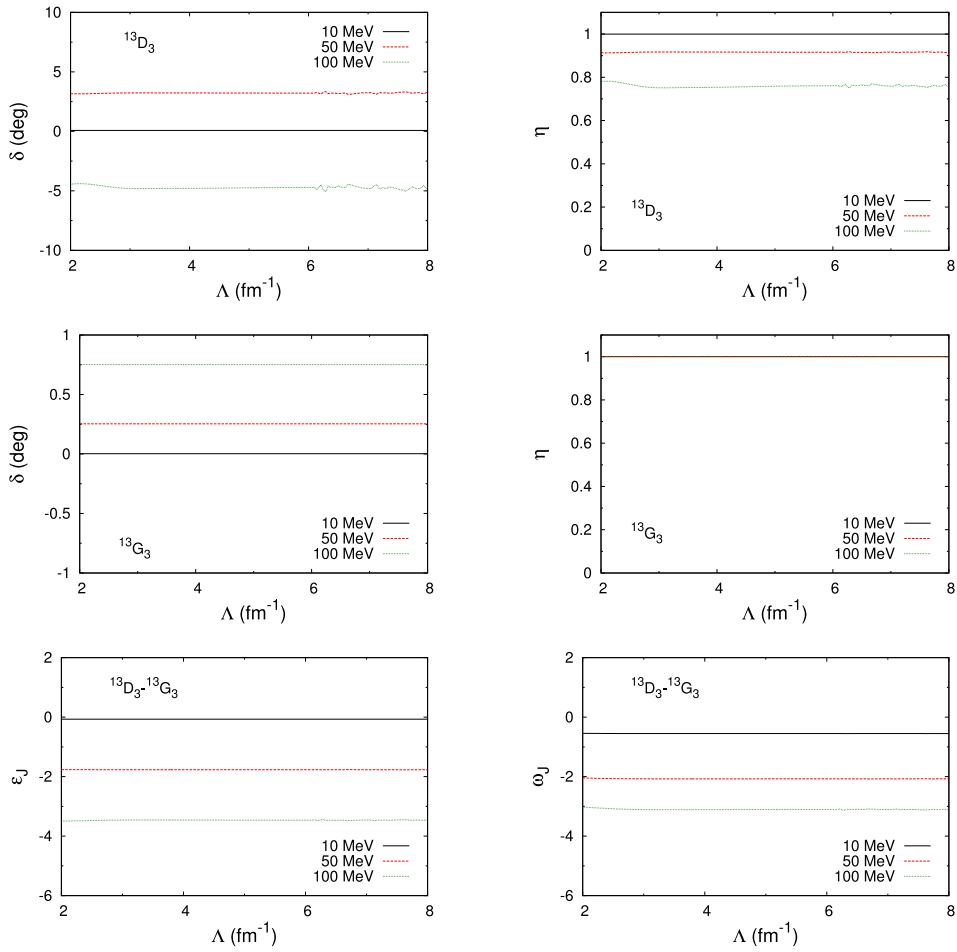 10
5
0
-5
-10
2
4
6
8
δ (deg)
Λ (fm⁻¹)
¹³D₃
10 MeV
50 MeV
100 MeV
1
0.8
0.6
0.4
0.2
0
2
4
6
8
η
Λ (fm⁻¹)
¹³D₃
10 MeV
50 MeV
100 MeV
1
0.5
0
-0.5
-1
2
4
6
8
δ (deg)
Λ (fm⁻¹)
¹³G₃
10 MeV
50 MeV
100 MeV
1
0.8
0.6
0.4
0.2
0
2
4
6
8
η
Λ (fm⁻¹)
¹³G₃
10 MeV
50 MeV
100 MeV
2
0
-2
-4
-6
2
4
6
8
ε_J
Λ (fm⁻¹)
¹³D₃-¹³G₃
10 MeV
50 MeV
100 MeV
2
0
-2
-4
-6
2
4
6
8
ω_J
Λ (fm⁻¹)
¹³D₃-¹³G₃
10 MeV
50 MeV
100 MeV